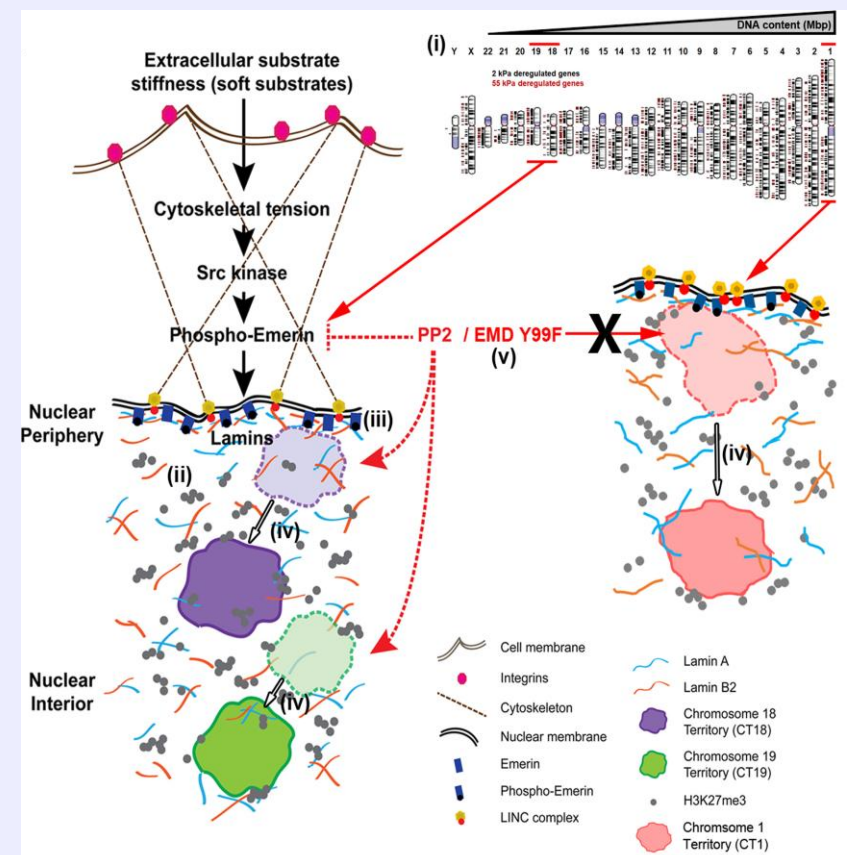 DNA content (Mbp)
(i)
Y X 22 21 20 19 18 17 16 15 14 13 12 11 10 9 8 7 6 5 4 3 2 1
2 kPa deregulated genes
55 kPa deregulated genes
Extracellular substrate
stiffness (soft substrates)
Cytoskeletal tension
Src kinase
Phospho-Emerin
PP2 / EMD Y99F
(v)
X
Nuclear
Periphery
Lamins
(iii)
(ii)
(iv)
(iv)
(iv)
Nuclear
Interior
Cell membrane
Integrins
Cytoskeleton
Nuclear membrane
Emerin
Phospho-Emerin
LINC complex
Lamin A
Lamin B2
Chromosome 18
Territory (CT18)
Chromosome 19
Territory (CT19)
H3K27me3
Chromsome 1
Territory (CT1)